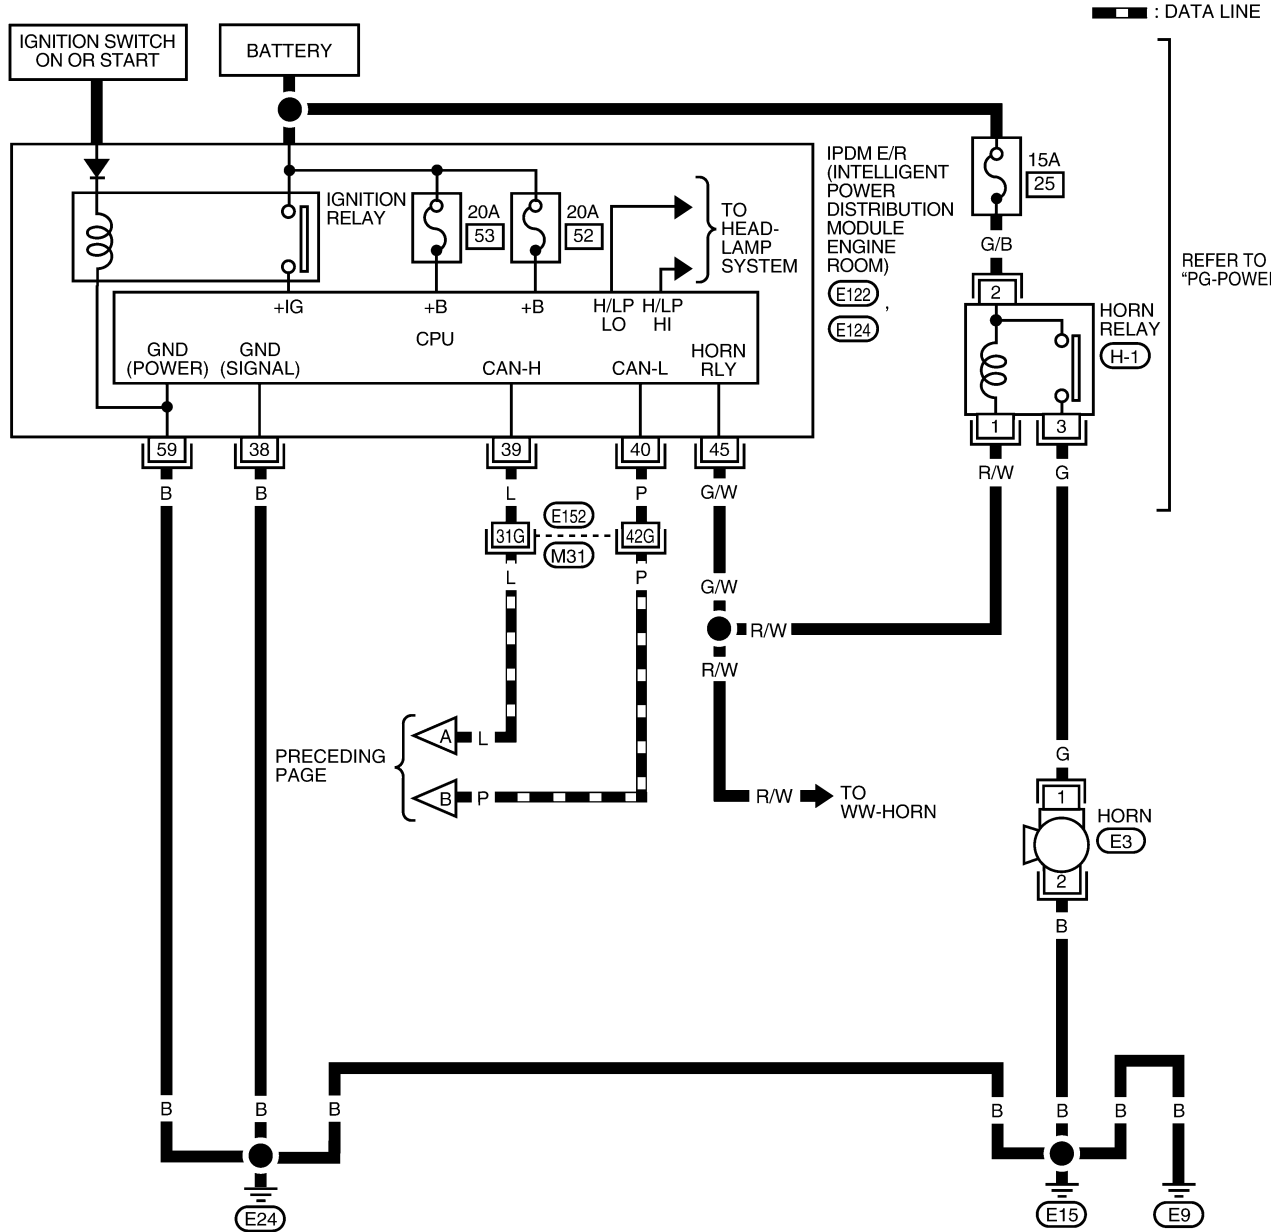 : DATA LINE
IGNITION SWITCH
ON OR START
BATTERY
IPDM E/R
(INTELLIGENT
POWER
DISTRIBUTION
MODULE
ENGINE
ROOM)
E122
,
E124
15A
25
IGNITION
RELAY
20A
53
20A
52
TO
HEAD-
LAMP
SYSTEM
G/B
REFER TO
“PG-POWE
2
HORN
RELAY
H-1
+IG
+B
+B
H/LP
LO
H/LP
HI
CPU
GND
(POWER)
GND
(SIGNAL)
CAN-H
CAN-L
HORN
RLY
1
3
59
38
39
40
45
R/W
G
B
B
L
P
G/W
31G
E152
M31
42G
L
P
G/W
R/W
R/W
PRECEDING
PAGE
A
L
B
P
R/W
TO
WW-HORN
G
1
HORN
E3
2
B
B
B
B
B
B
B
B
E24
E15
E9